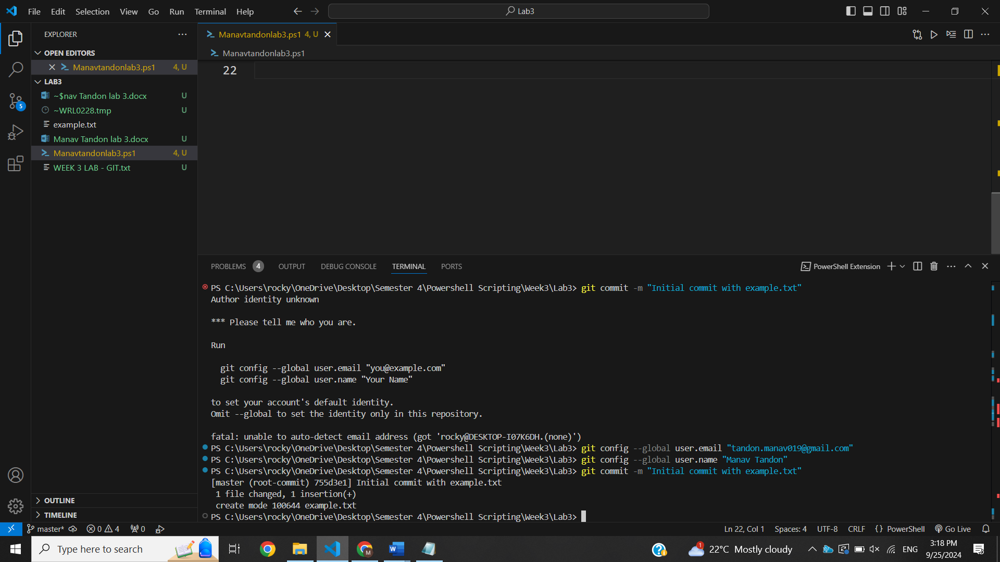 File Edit Selection View Go Run Terminal Help
Lab3
EXPLORER
OPEN EDITORS
Manavtandonlab3.ps1 4, U
LAB3
~$nav Tandon lab 3.docx U
~WRL0228.tmp U
example.txt
Manav Tandon lab 3.docx U
Manavtandonlab3.ps1 4, U
WEEK 3 LAB - GIT.txt U
5
OUTLINE
TIMELINE
Manavtandonlab3.ps1 4, U
Manavtandonlab3.ps1
22
PROBLEMS 4 OUTPUT DEBUG CONSOLE TERMINAL PORTS
PowerShell Extension
PS C:\Users\rocky\OneDrive\Desktop\Semester 4\Powershell Scripting\Week3\Lab3> git commit -m "Initial commit with example.txt"
Author identity unknown
*** Please tell me who you are.
Run
git config --global user.email "you@example.com"
git config --global user.name "Your Name"
to set your account's default identity.
Omit --global to set the identity only in this repository.
fatal: unable to auto-detect email address (got 'rocky@DESKTOP-I07K6DH.(none)')
PS C:\Users\rocky\OneDrive\Desktop\Semester 4\Powershell Scripting\Week3\Lab3> git config --global user.email "tandon.manav019@gmail.com"
PS C:\Users\rocky\OneDrive\Desktop\Semester 4\Powershell Scripting\Week3\Lab3> git config --global user.name "Manav Tandon"
PS C:\Users\rocky\OneDrive\Desktop\Semester 4\Powershell Scripting\Week3\Lab3> git commit -m "Initial commit with example.txt"
[master (root-commit) 755d3e1] Initial commit with example.txt
1 file changed, 1 insertion(+)
create mode 100644 example.txt
PS C:\Users\rocky\OneDrive\Desktop\Semester 4\Powershell Scripting\Week3\Lab3>
master* 0 4 0
Ln 22, Col 1 Spaces: 4 UTF-8 CRLF {} PowerShell Go Live
Type here to search
M
W
1
22°C Mostly cloudy
ENG
3:18 PM
9/25/2024